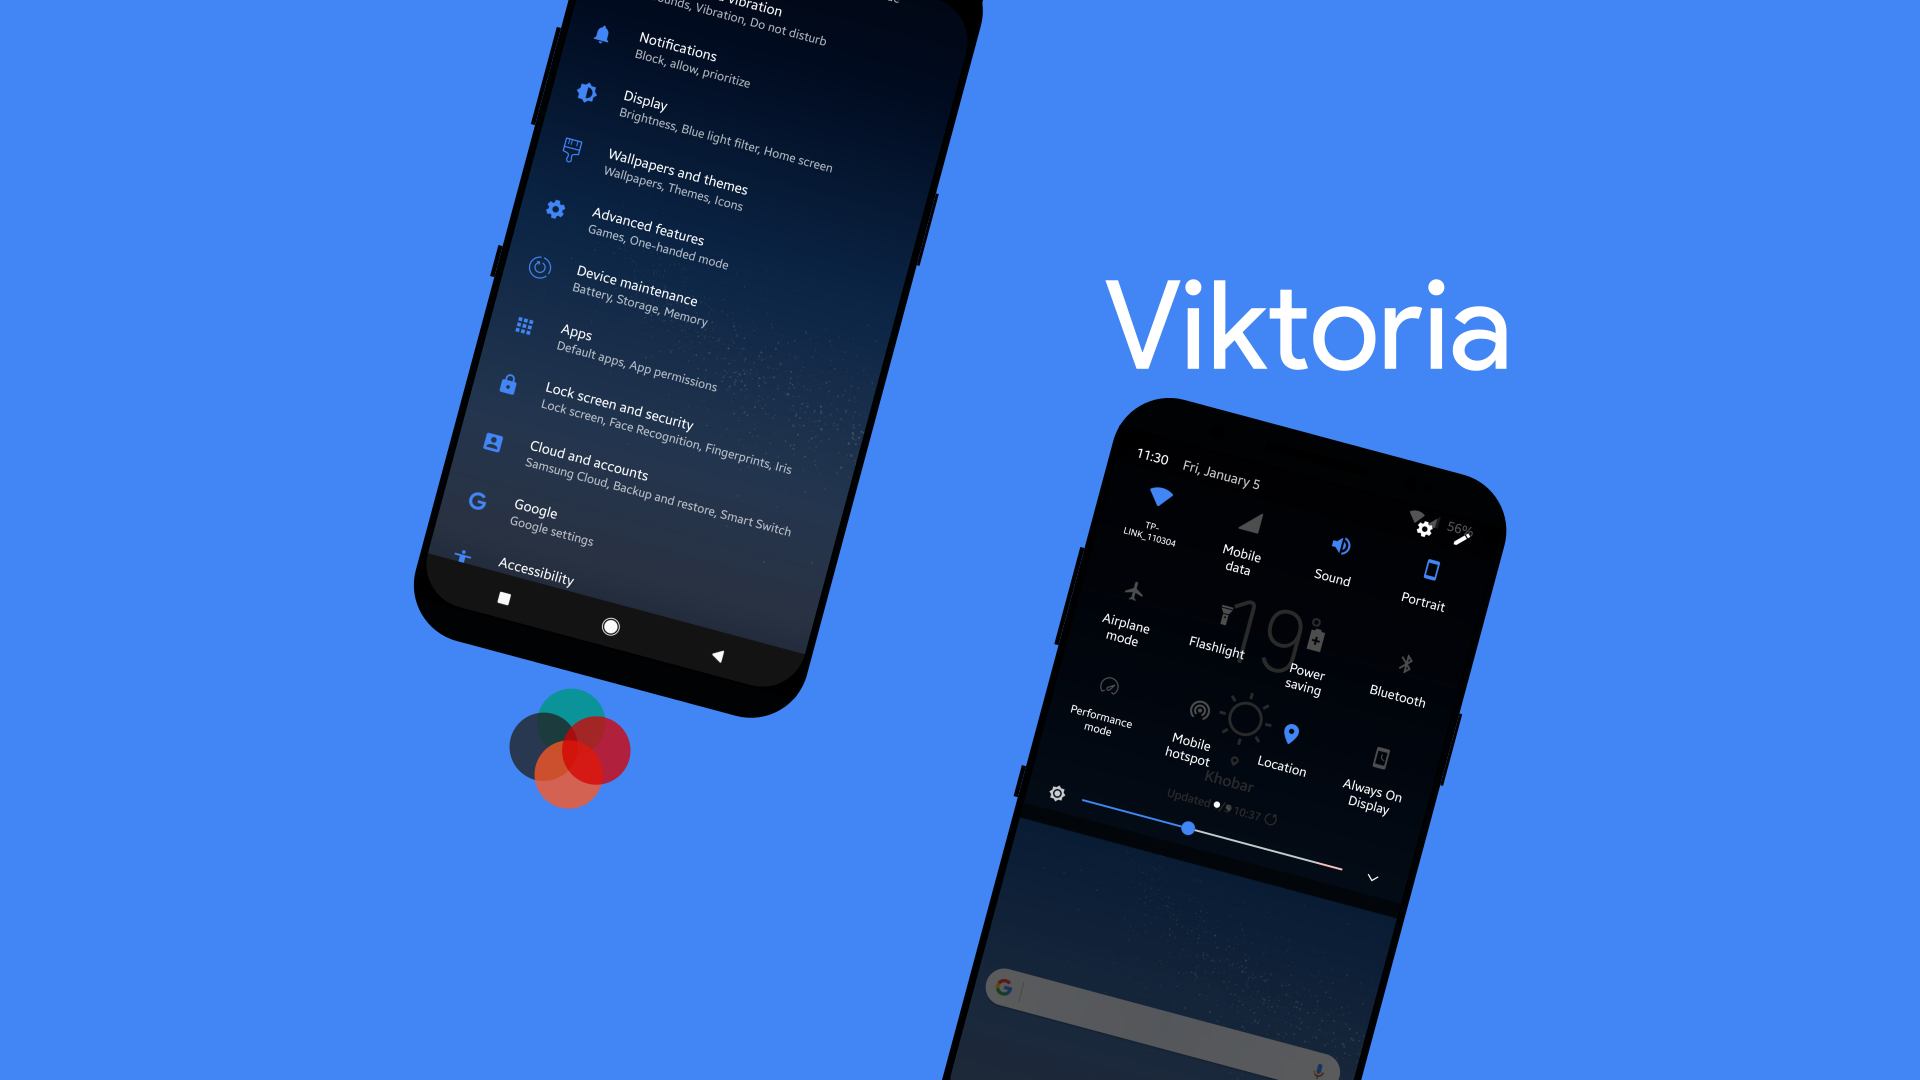 Vibration
Sounds, Vibration, Do not disturb
Notifications
Block, allow, prioritize
Display
Brightness, Blue light filter, Home screen
Wallpapers and themes
Wallpapers, Themes, Icons
Advanced features
Games, One-handed mode
Device maintenance
Battery, Storage, Memory
Apps
Default apps, App permissions
Lock screen and security
Lock screen, Face Recognition, Fingerprints, Iris
Cloud and accounts
Samsung Cloud, Backup and restore, Smart Switch
Google
Google settings
Accessibility
Viktoria
11:30 Fri, January 5
56%
TP-
LINK_110304
Mobile
data
Sound
Portrait
Airplane
mode
Flashlight
Power
saving
Bluetooth
19°
Performance
mode
Mobile
hotspot
Location
Always On
Display
Khobar
Updated 10:37